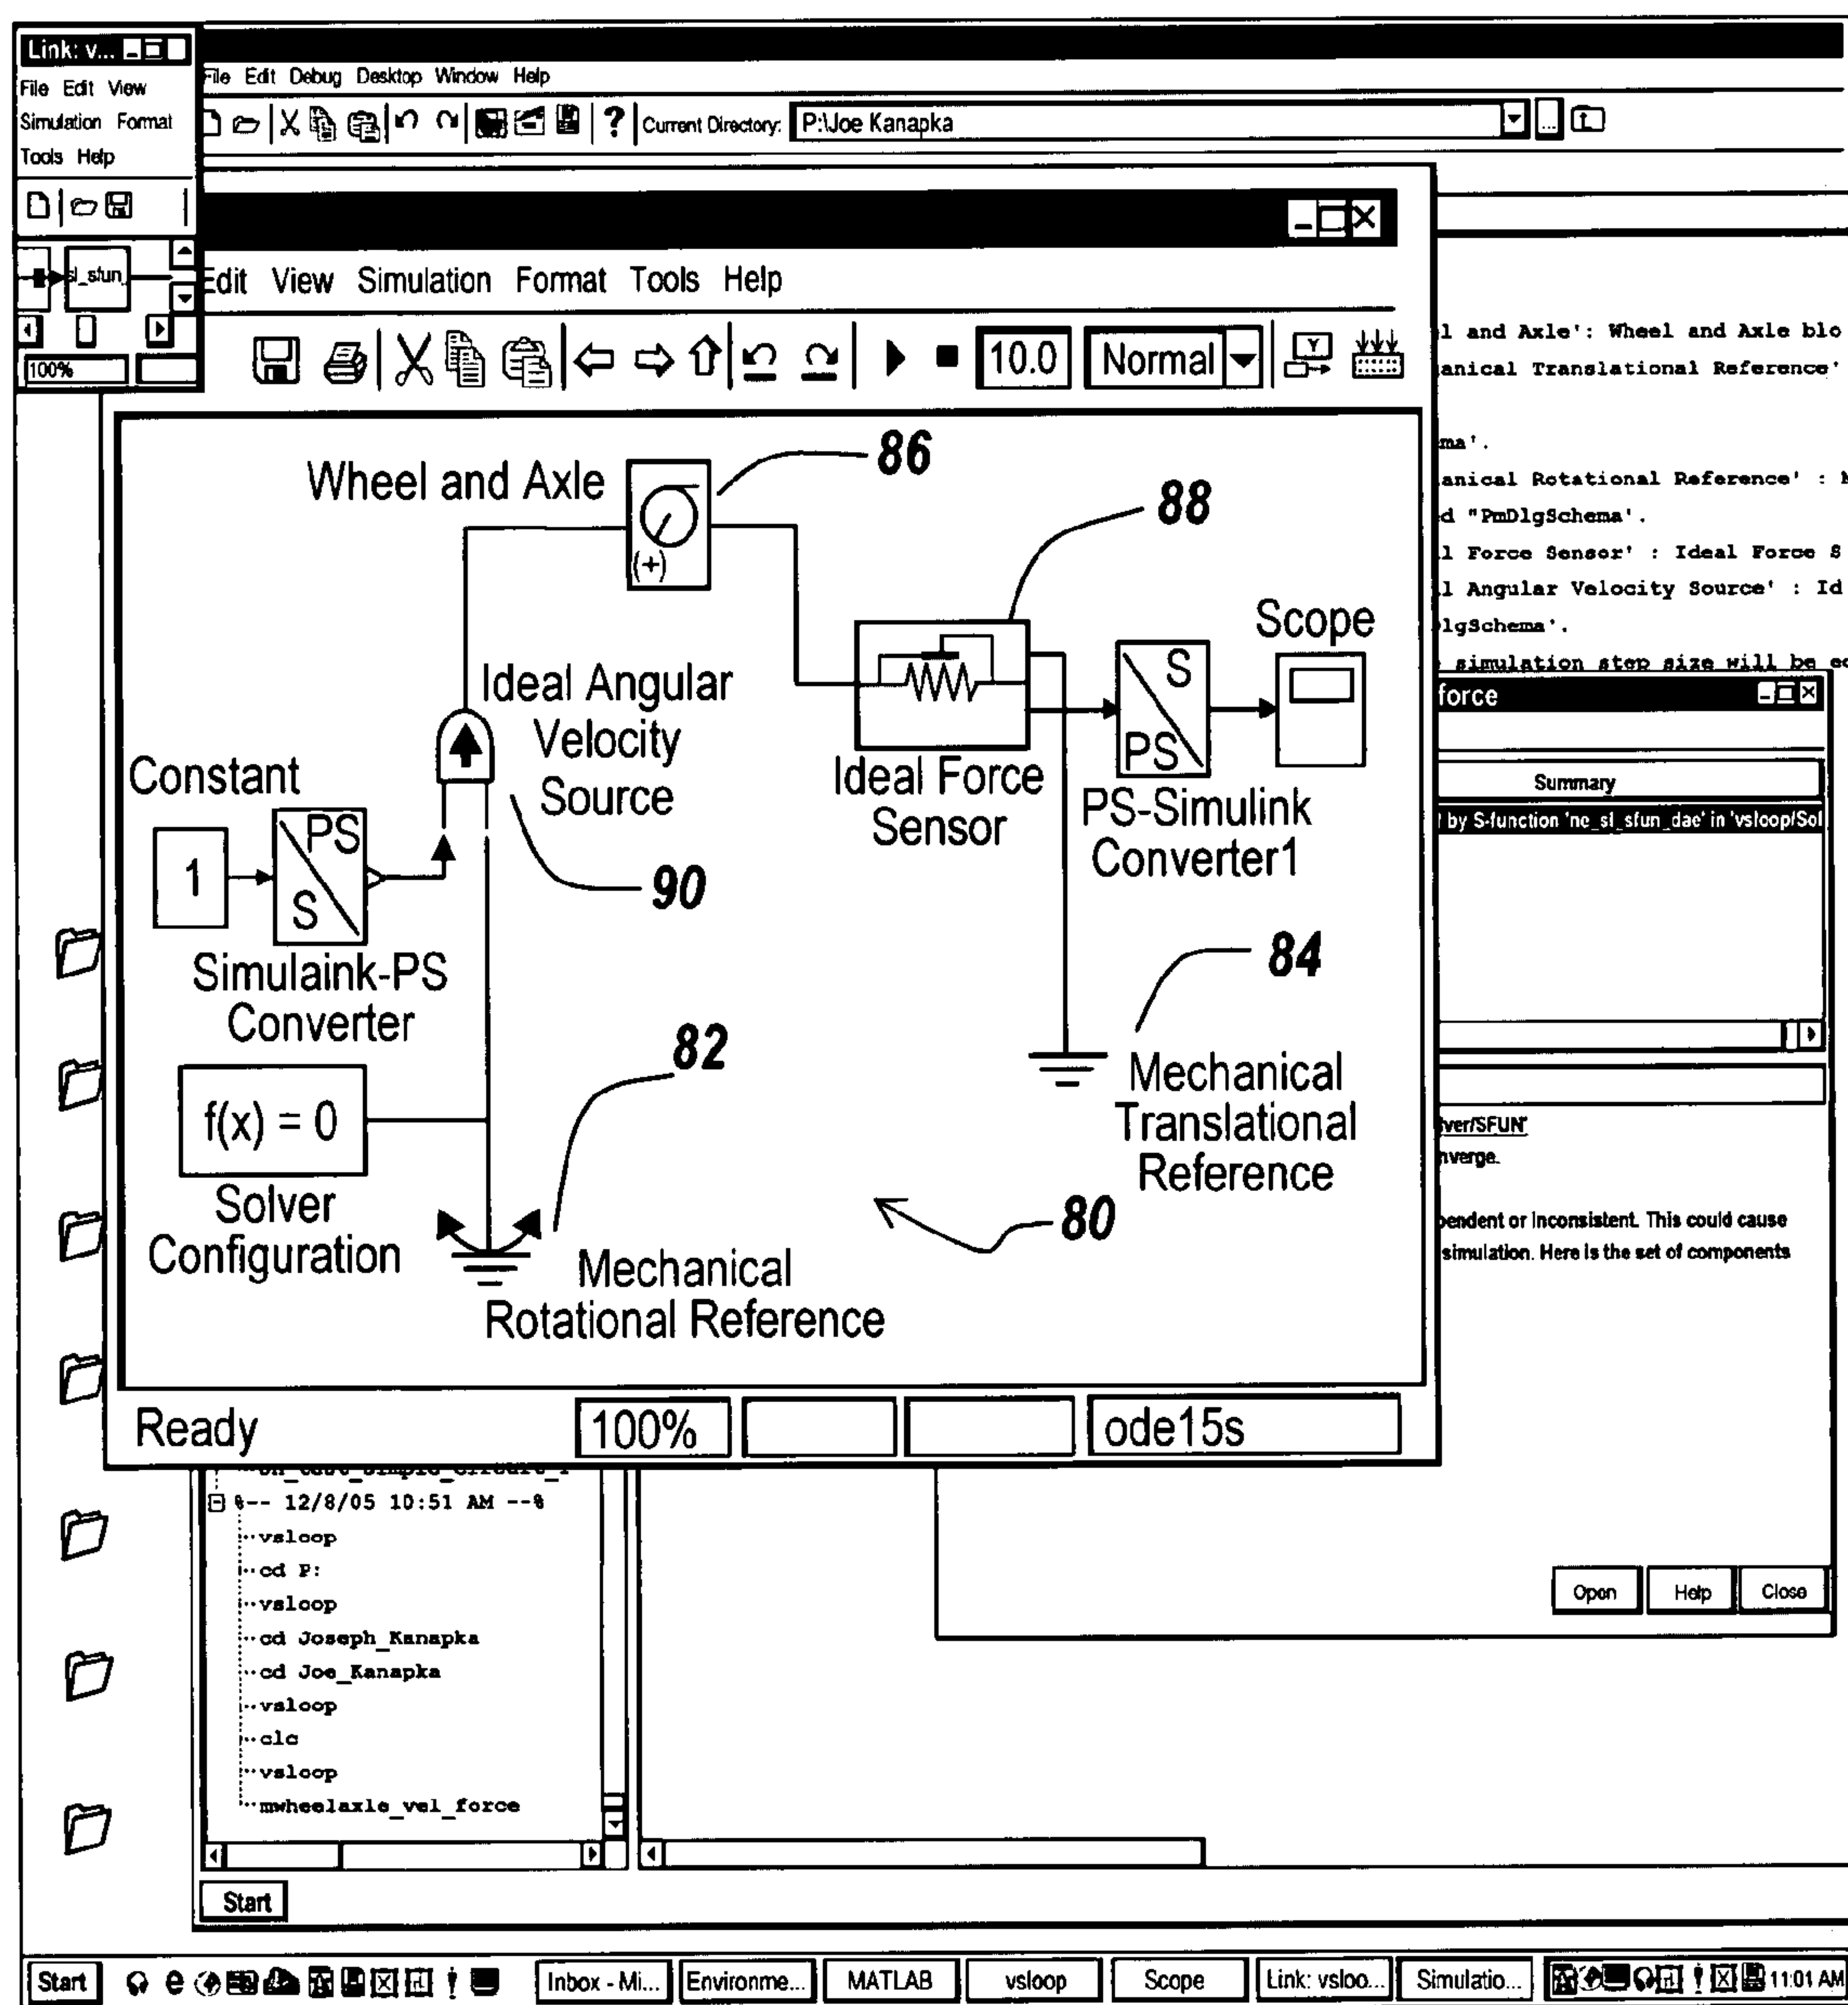 Link: v...
File Edit View
Simulation Format
Tools Help
sl_sfun_
100%
File Edit Debug Desktop Window Help
Current Directory: P:\Joe Kanapka
...
Edit View Simulation Format Tools Help
10.0 Normal
Wheel and Axle
(+)
86
88
Ideal Angular
Velocity
Source
Scope
Constant
1
PS
S
Simulaink-PS
Converter
90
Ideal Force
Sensor
S
PS
PS-Simulink
Converter1
84
82
f(x) = 0
Solver
Configuration
Mechanical
Translational
Reference
80
Mechanical
Rotational Reference
Ready 100% ode15s
l and Axle': Wheel and Axle blo
anical Translational Reference'
ma'.
anical Rotational Reference' : M
d "PmDlgSchema'.
l Force Sensor' : Ideal Force S
l Angular Velocity Source' : Id
lgSchema'.
simulation step size will be eq
force
Summary
by S-function 'ne_sl_sfun_dae' in 'vsloop/Sol
ver/SFUN'
nverge.
pendent or inconsistent. This could cause
simulation. Here is the set of components
Open Help Close
%-- 12/8/05 10:51 AM --%
vsloop
cd P:
vsloop
cd Joseph_Kanapka
cd Joe_Kanapka
vsloop
clc
vsloop
mwheelaxle_vel_force
Start
Start Inbox - Mi... Environme... MATLAB vsloop Scope Link: vsloo... Simulatio... 11:01 AM